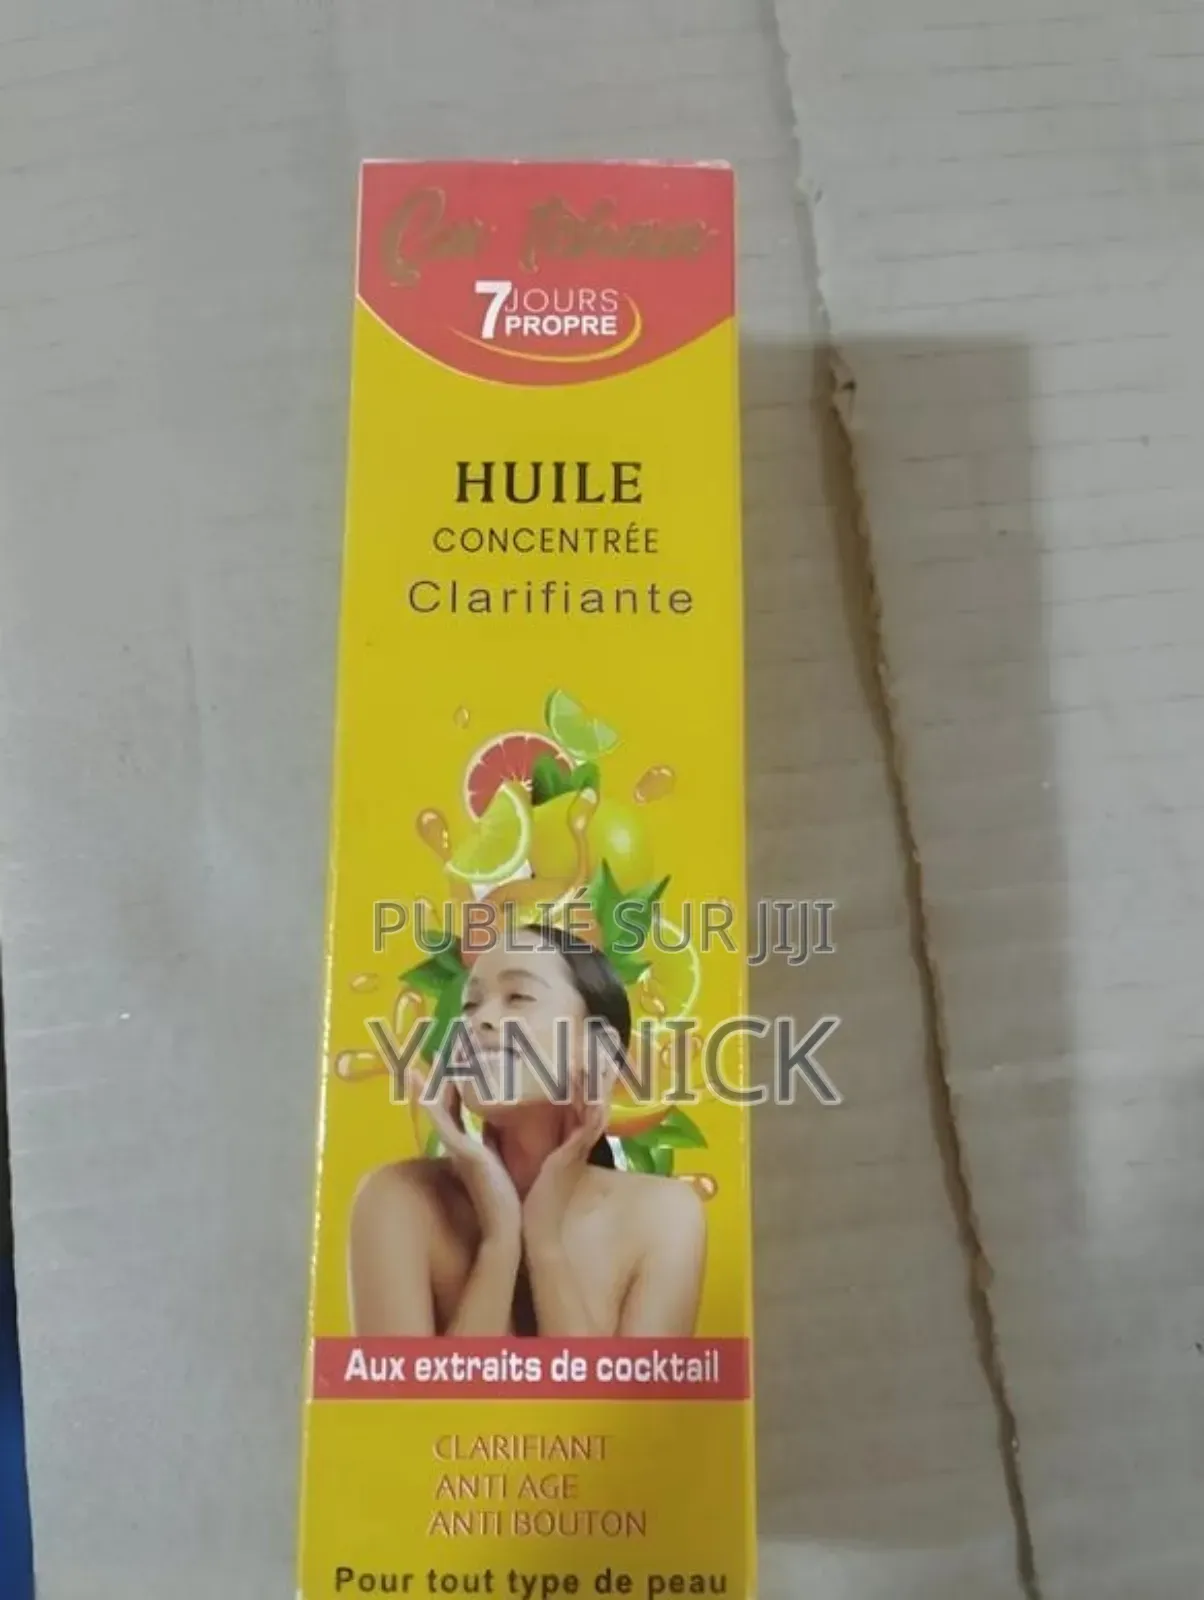 7 JOURS
PROPRE
HUILE
CONCENTRÉE
Clarifiante
PUBLIÉ SUR JIJI
YANNICK
Aux extraits de cocktail
CLARIFIANT
ANTI AGE
ANTI BOUTON
Pour tout type de peau